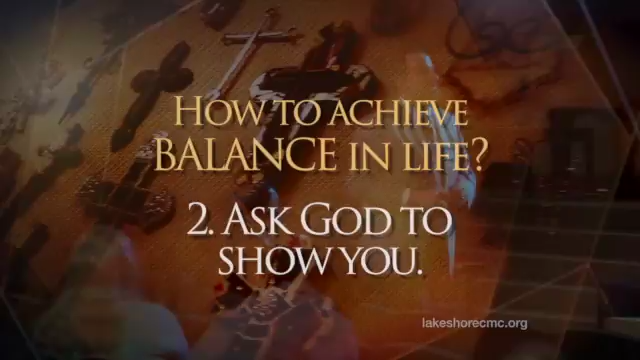 HOW TO ACHIEVE
BALANCE IN LIFE?
2. ASK GOD TO
SHOW YOU.
lakeshorecmc.org